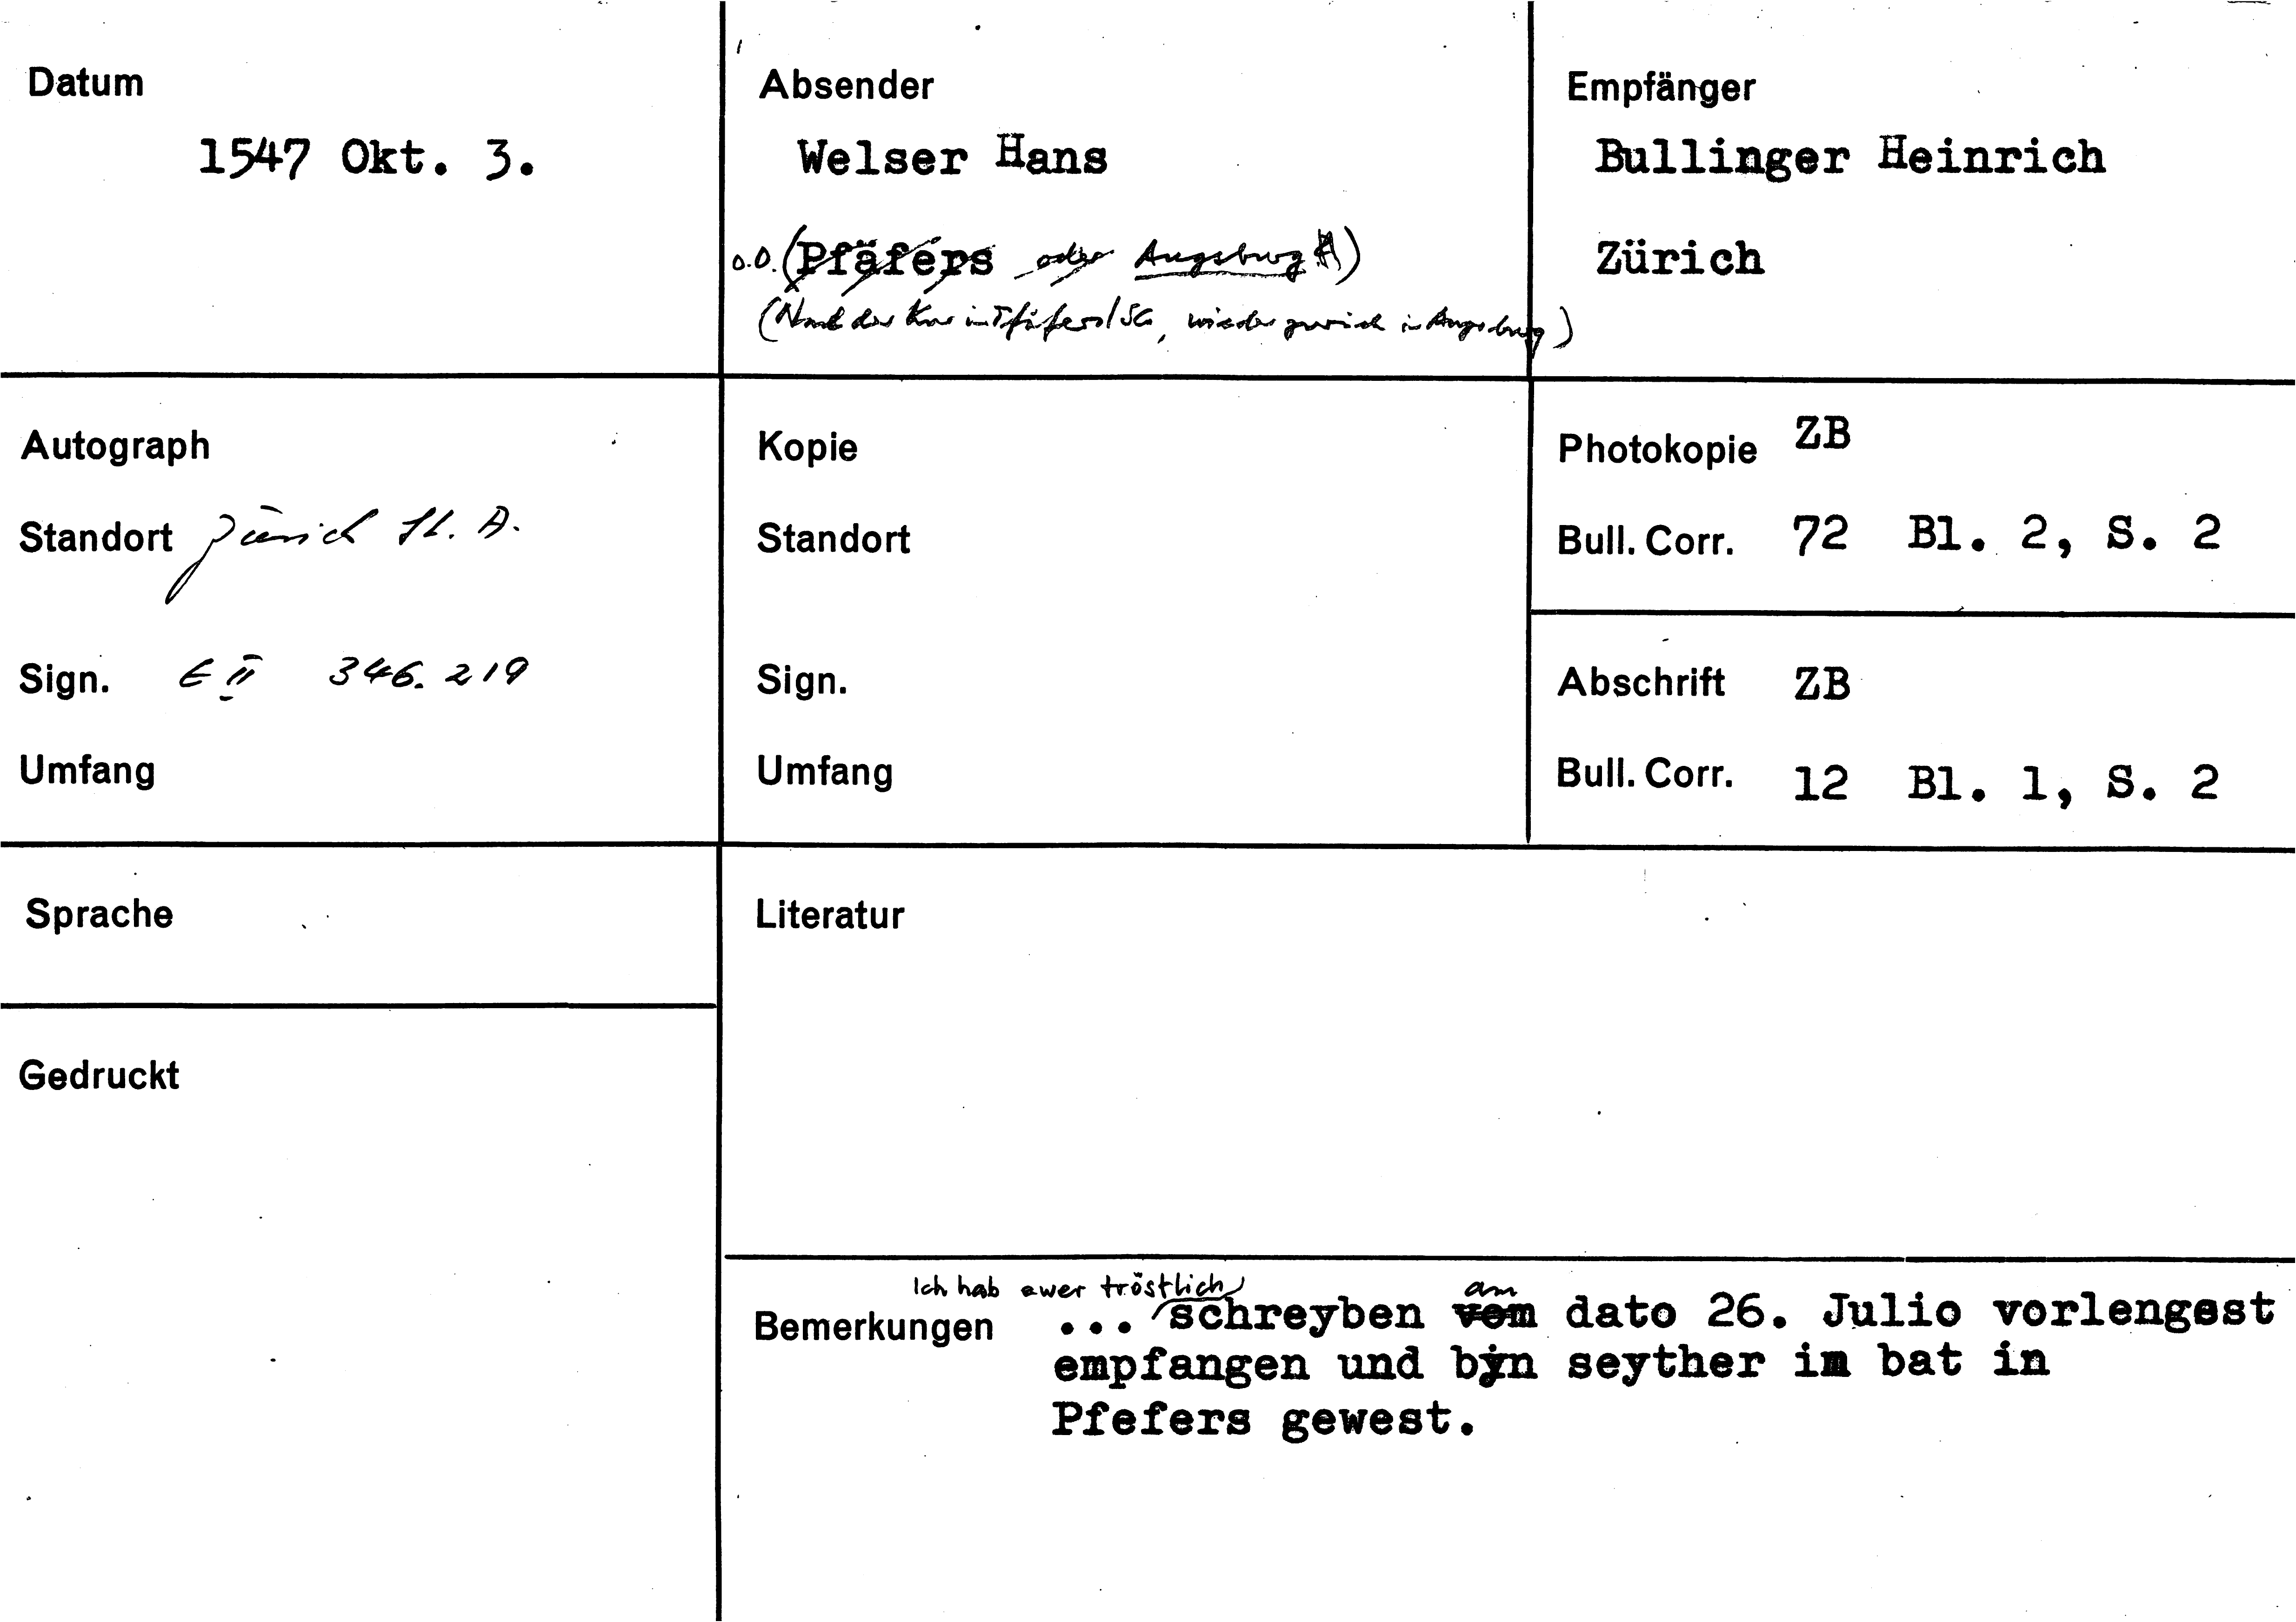 Datum
1547 Okt. 3.
Absender
Welser Hans
o.O. (Pfäfers oder Augsburg)
(Nach der Kur in Pfäfers/SG, wieder zurück in Augsburg)
Empfänger
Bullinger Heinrich
Zürich
Autograph
Standort Zürich St. A.
Sign. E II 346. 219
Umfang
Kopie
Standort
Sign.
Umfang
Photokopie ZB
Bull. Corr. 72 Bl. 2, S. 2
Abschrift ZB
Bull. Corr. 12 Bl. 1, S. 2
Sprache
Gedruckt
Literatur
Ich hab ewer tröstlich am
Bemerkungen ... schreyben vom dato 26. Julio vorlengest
empfangen und bin seyther im bat in
Pfefers gewest.